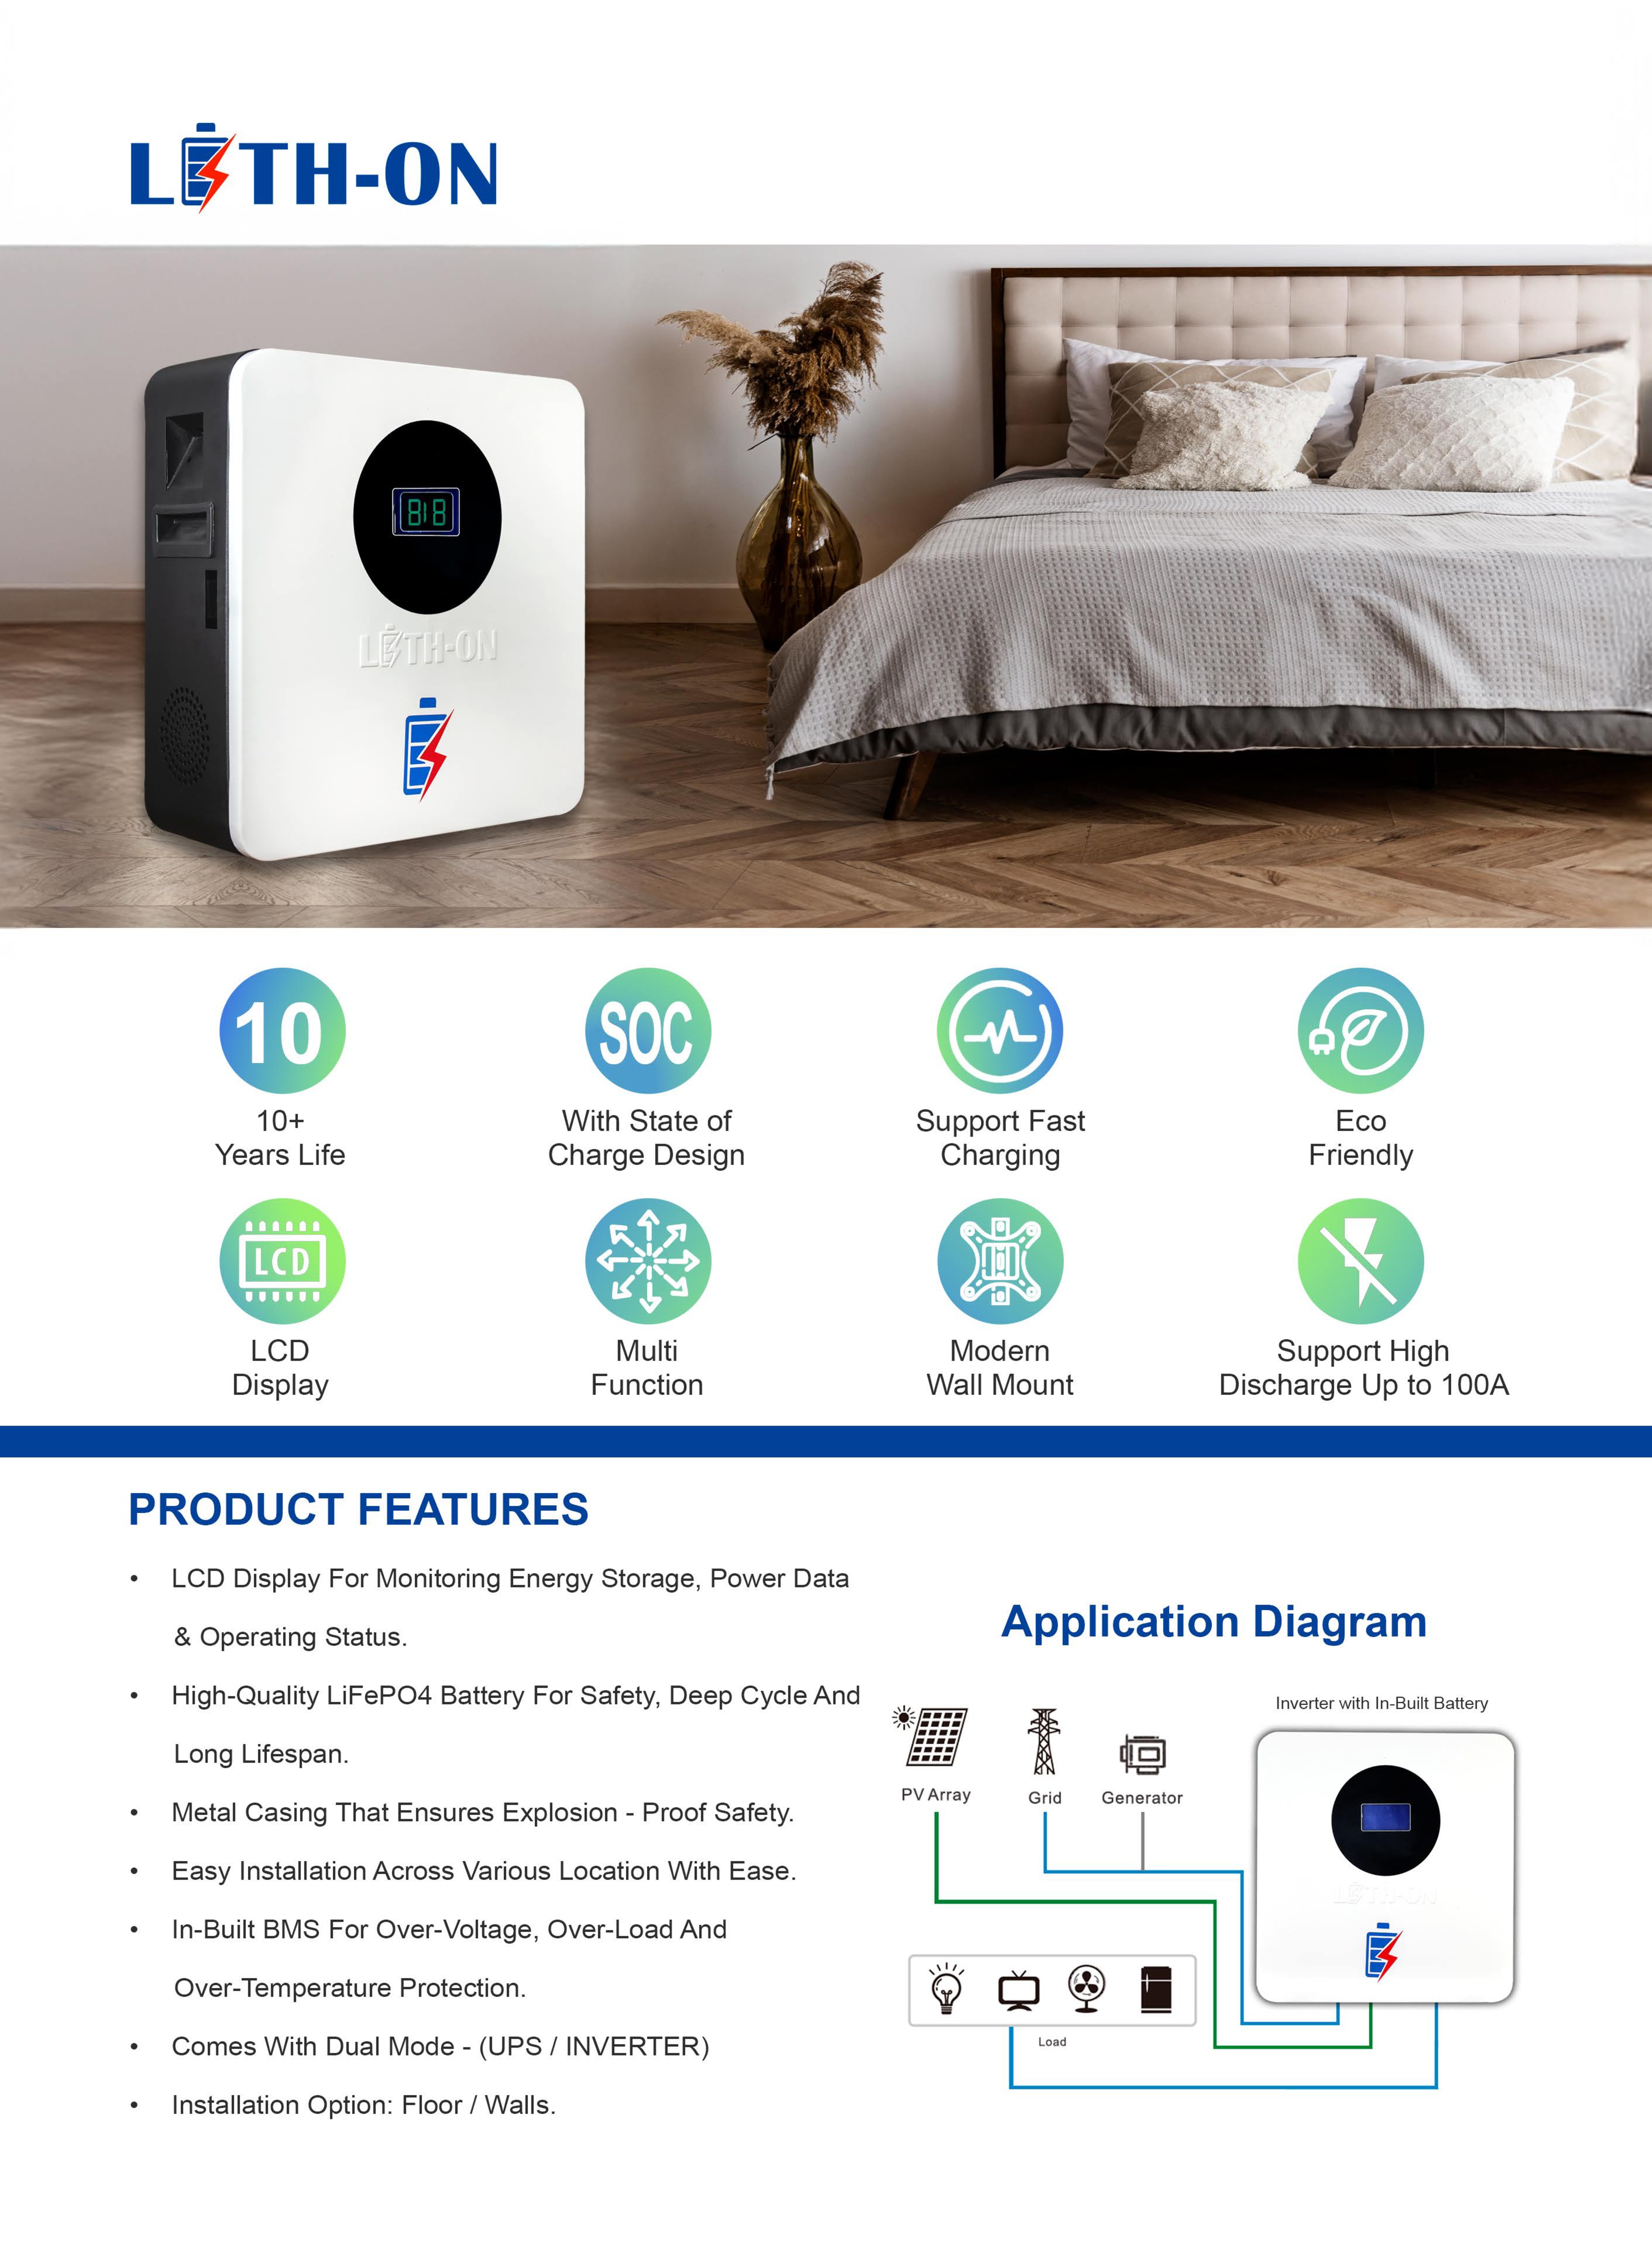 LITH-ON
818
LITH-ON
10
10+
Years Life
SOC
With State of
Charge Design
Support Fast
Charging
Eco
Friendly
LCD
LCD
Display
Multi
Function
Modern
Wall Mount
Support High
Discharge Up to 100A
PRODUCT FEATURES
• LCD Display For Monitoring Energy Storage, Power Data
& Operating Status.
• High-Quality LiFePO4 Battery For Safety, Deep Cycle And
Long Lifespan.
• Metal Casing That Ensures Explosion - Proof Safety.
• Easy Installation Across Various Location With Ease.
• In-Built BMS For Over-Voltage, Over-Load And
Over-Temperature Protection.
• Comes With Dual Mode - (UPS / INVERTER)
• Installation Option: Floor / Walls.
Application Diagram
Inverter with In-Built Battery
PV Array
Grid
Generator
LITH-ON
Load